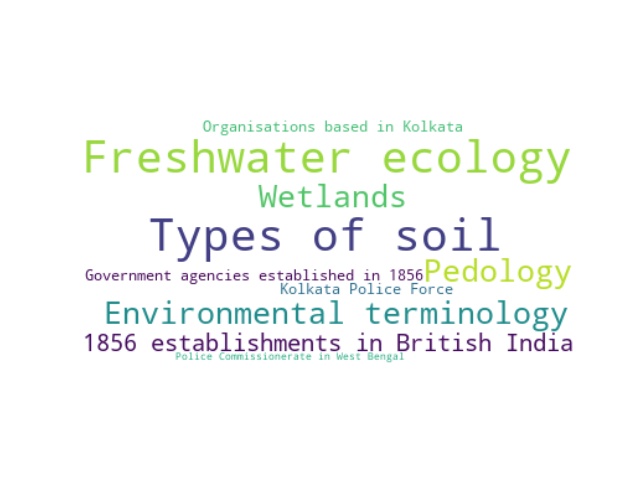 Organisations based in Kolkata
Freshwater ecology
Wetlands
Types of soil
Government agencies established in 1856
Pedology
Kolkata Police Force
Environmental terminology
1856 establishments in British India
Police Commissionerate in West Bengal